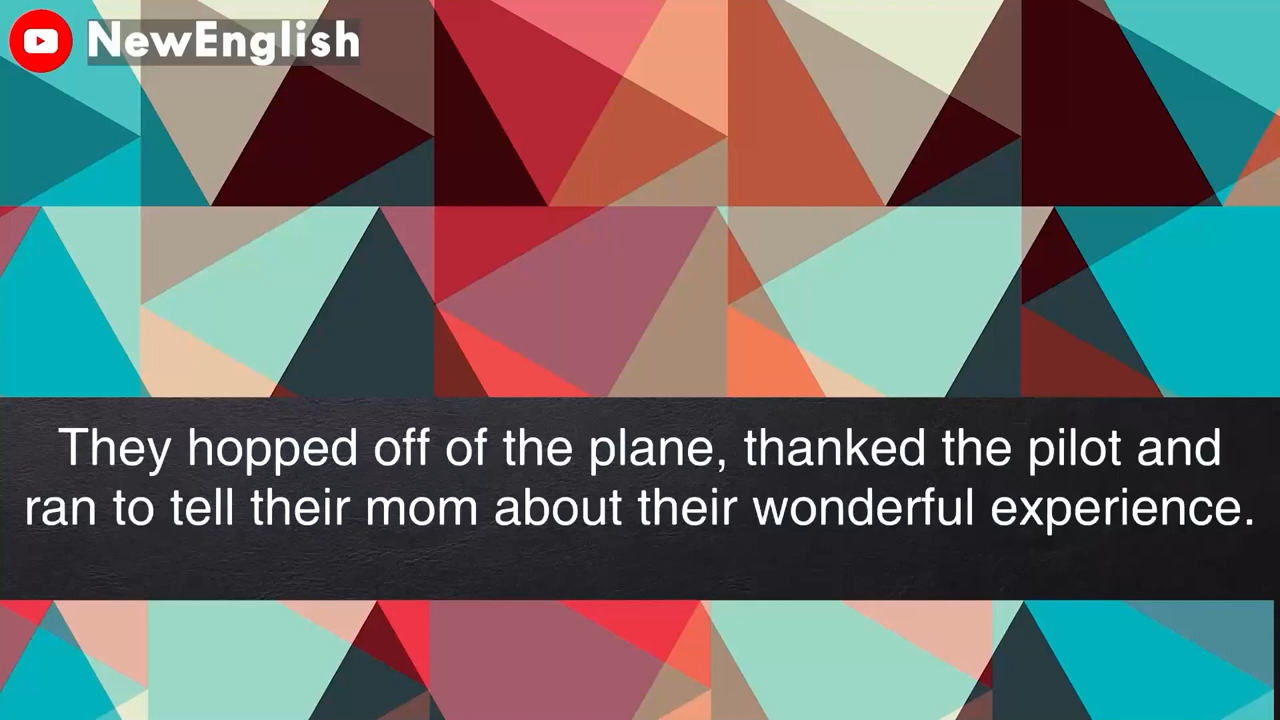 NewEnglish
They hopped off of the plane, thanked the pilot and
ran to tell their mom about their wonderful experience.